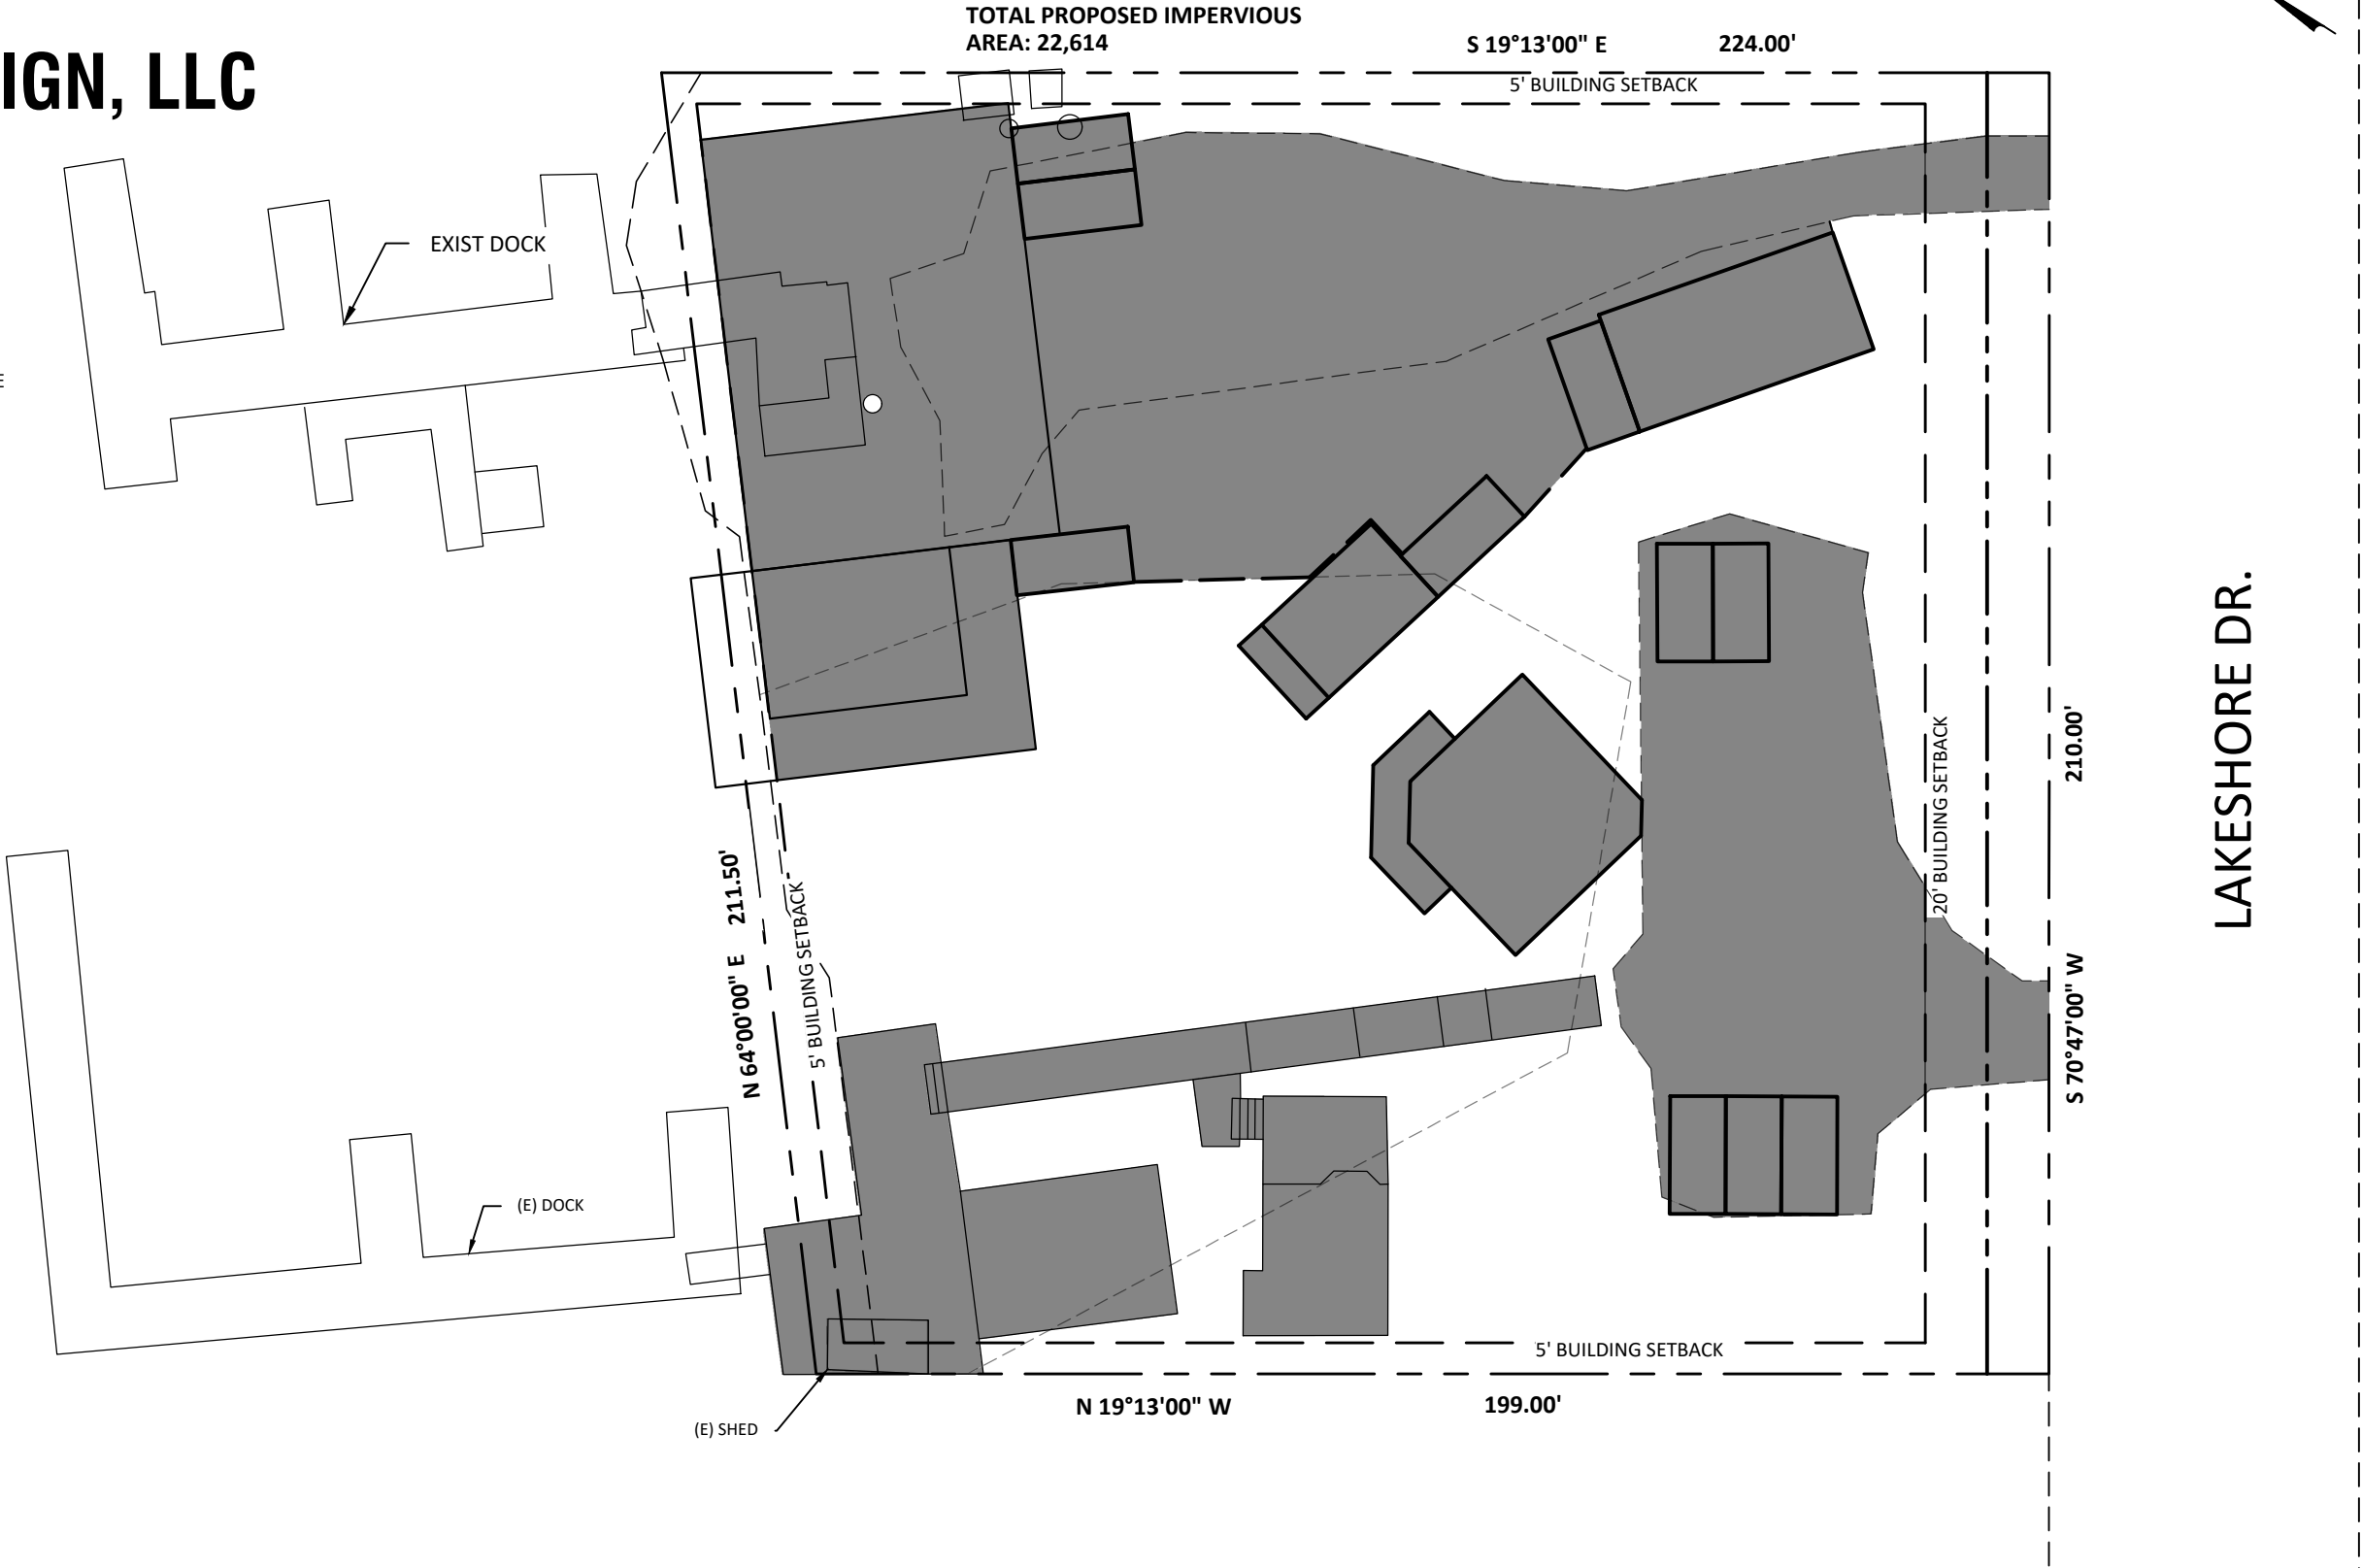 TOTAL PROPOSED IMPERVIOUS
AREA: 22,614
S 19°13'00" E 224.00'
IGN, LLC
5' BUILDING SETBACK
EXIST DOCK
E
LAKESHORE DR.
210.00'
20' BUILDING SETBACK
S 70°47'00" W
N 64°00'00" E 211.50'
5' BUILDING SETBACK
(E) DOCK
5' BUILDING SETBACK
N 19°13'00" W 199.00'
(E) SHED